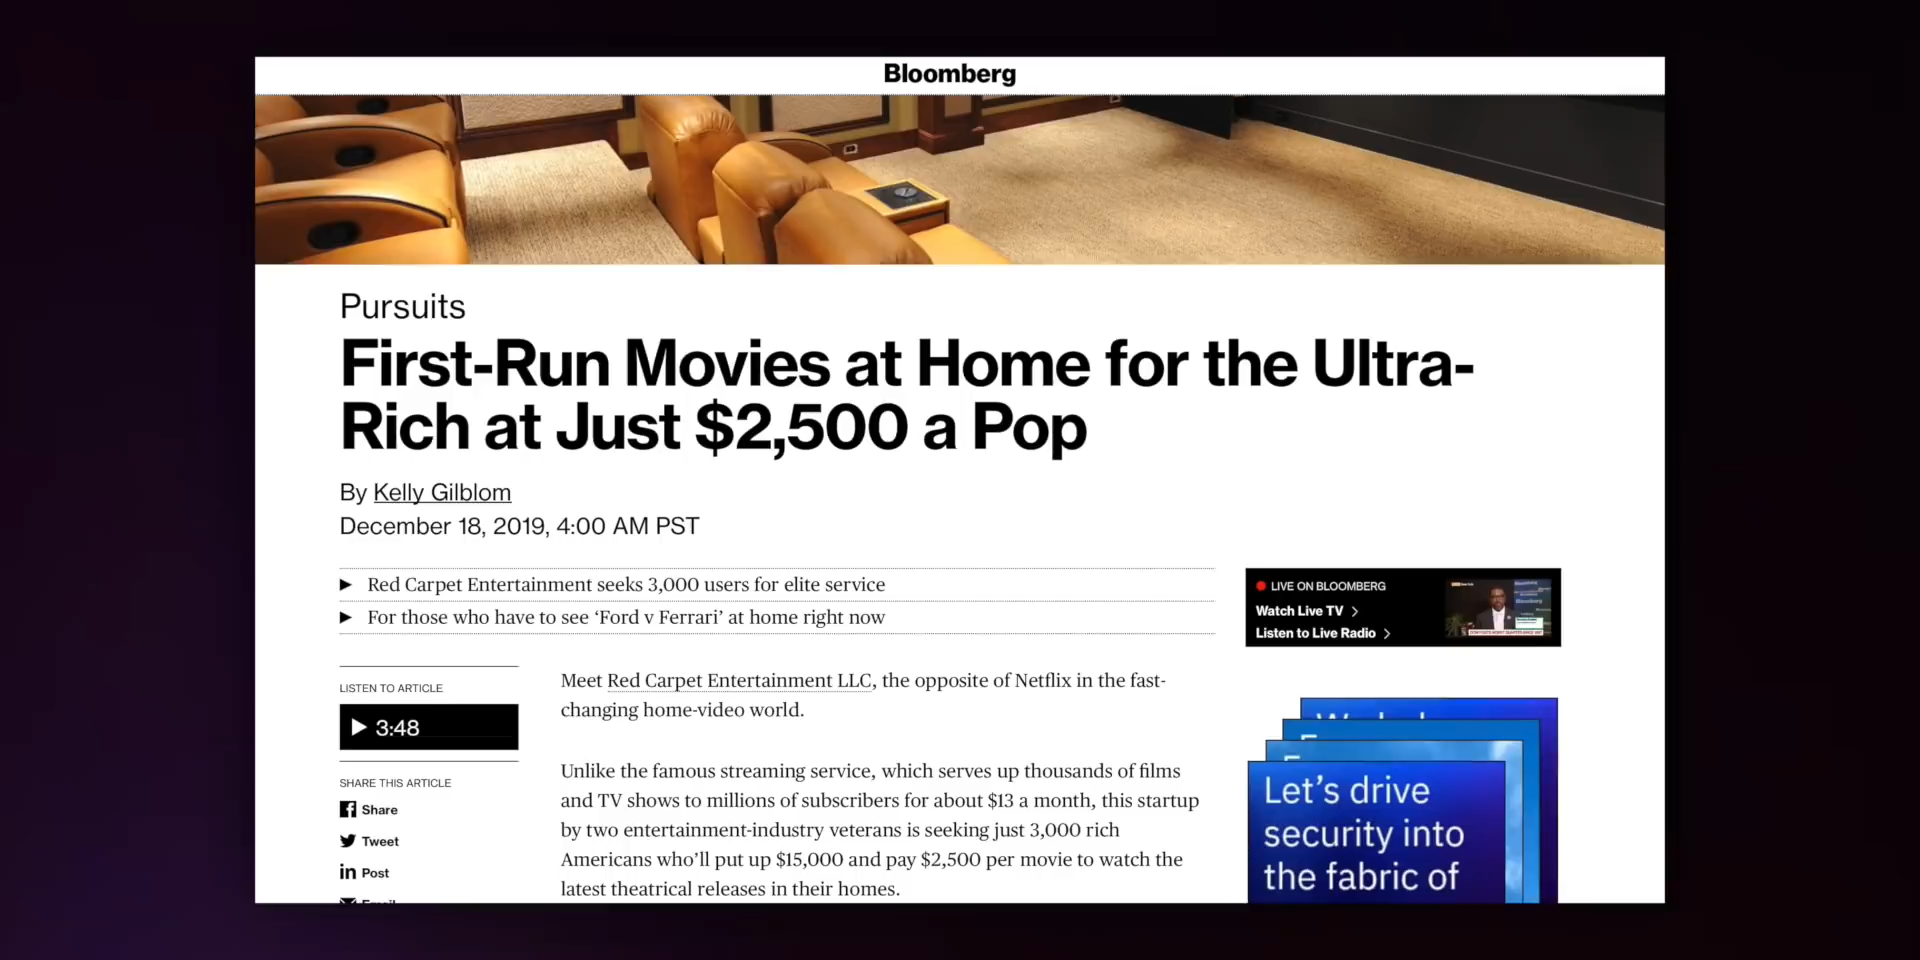 Bloomberg
Pursuits
First-Run Movies at Home for the Ultra-
Rich at Just $2,500 a Pop
By Kelly Gilblom
December 18, 2019, 4:00 AM PST
▶ Red Carpet Entertainment seeks 3,000 users for elite service
▶ For those who have to see ‘Ford v Ferrari’ at home right now
LIVE ON BLOOMBERG
Watch Live TV >
Listen to Live Radio >
LISTEN TO ARTICLE
3:48
SHARE THIS ARTICLE
Share
Tweet
Post
Email
Meet Red Carpet Entertainment LLC, the opposite of Netflix in the fast-
changing home-video world.
Unlike the famous streaming service, which serves up thousands of films
and TV shows to millions of subscribers for about $13 a month, this startup
by two entertainment-industry veterans is seeking just 3,000 rich
Americans who’ll put up $15,000 and pay $2,500 per movie to watch the
latest theatrical releases in their homes.
Let’s drive
security into
the fabric of